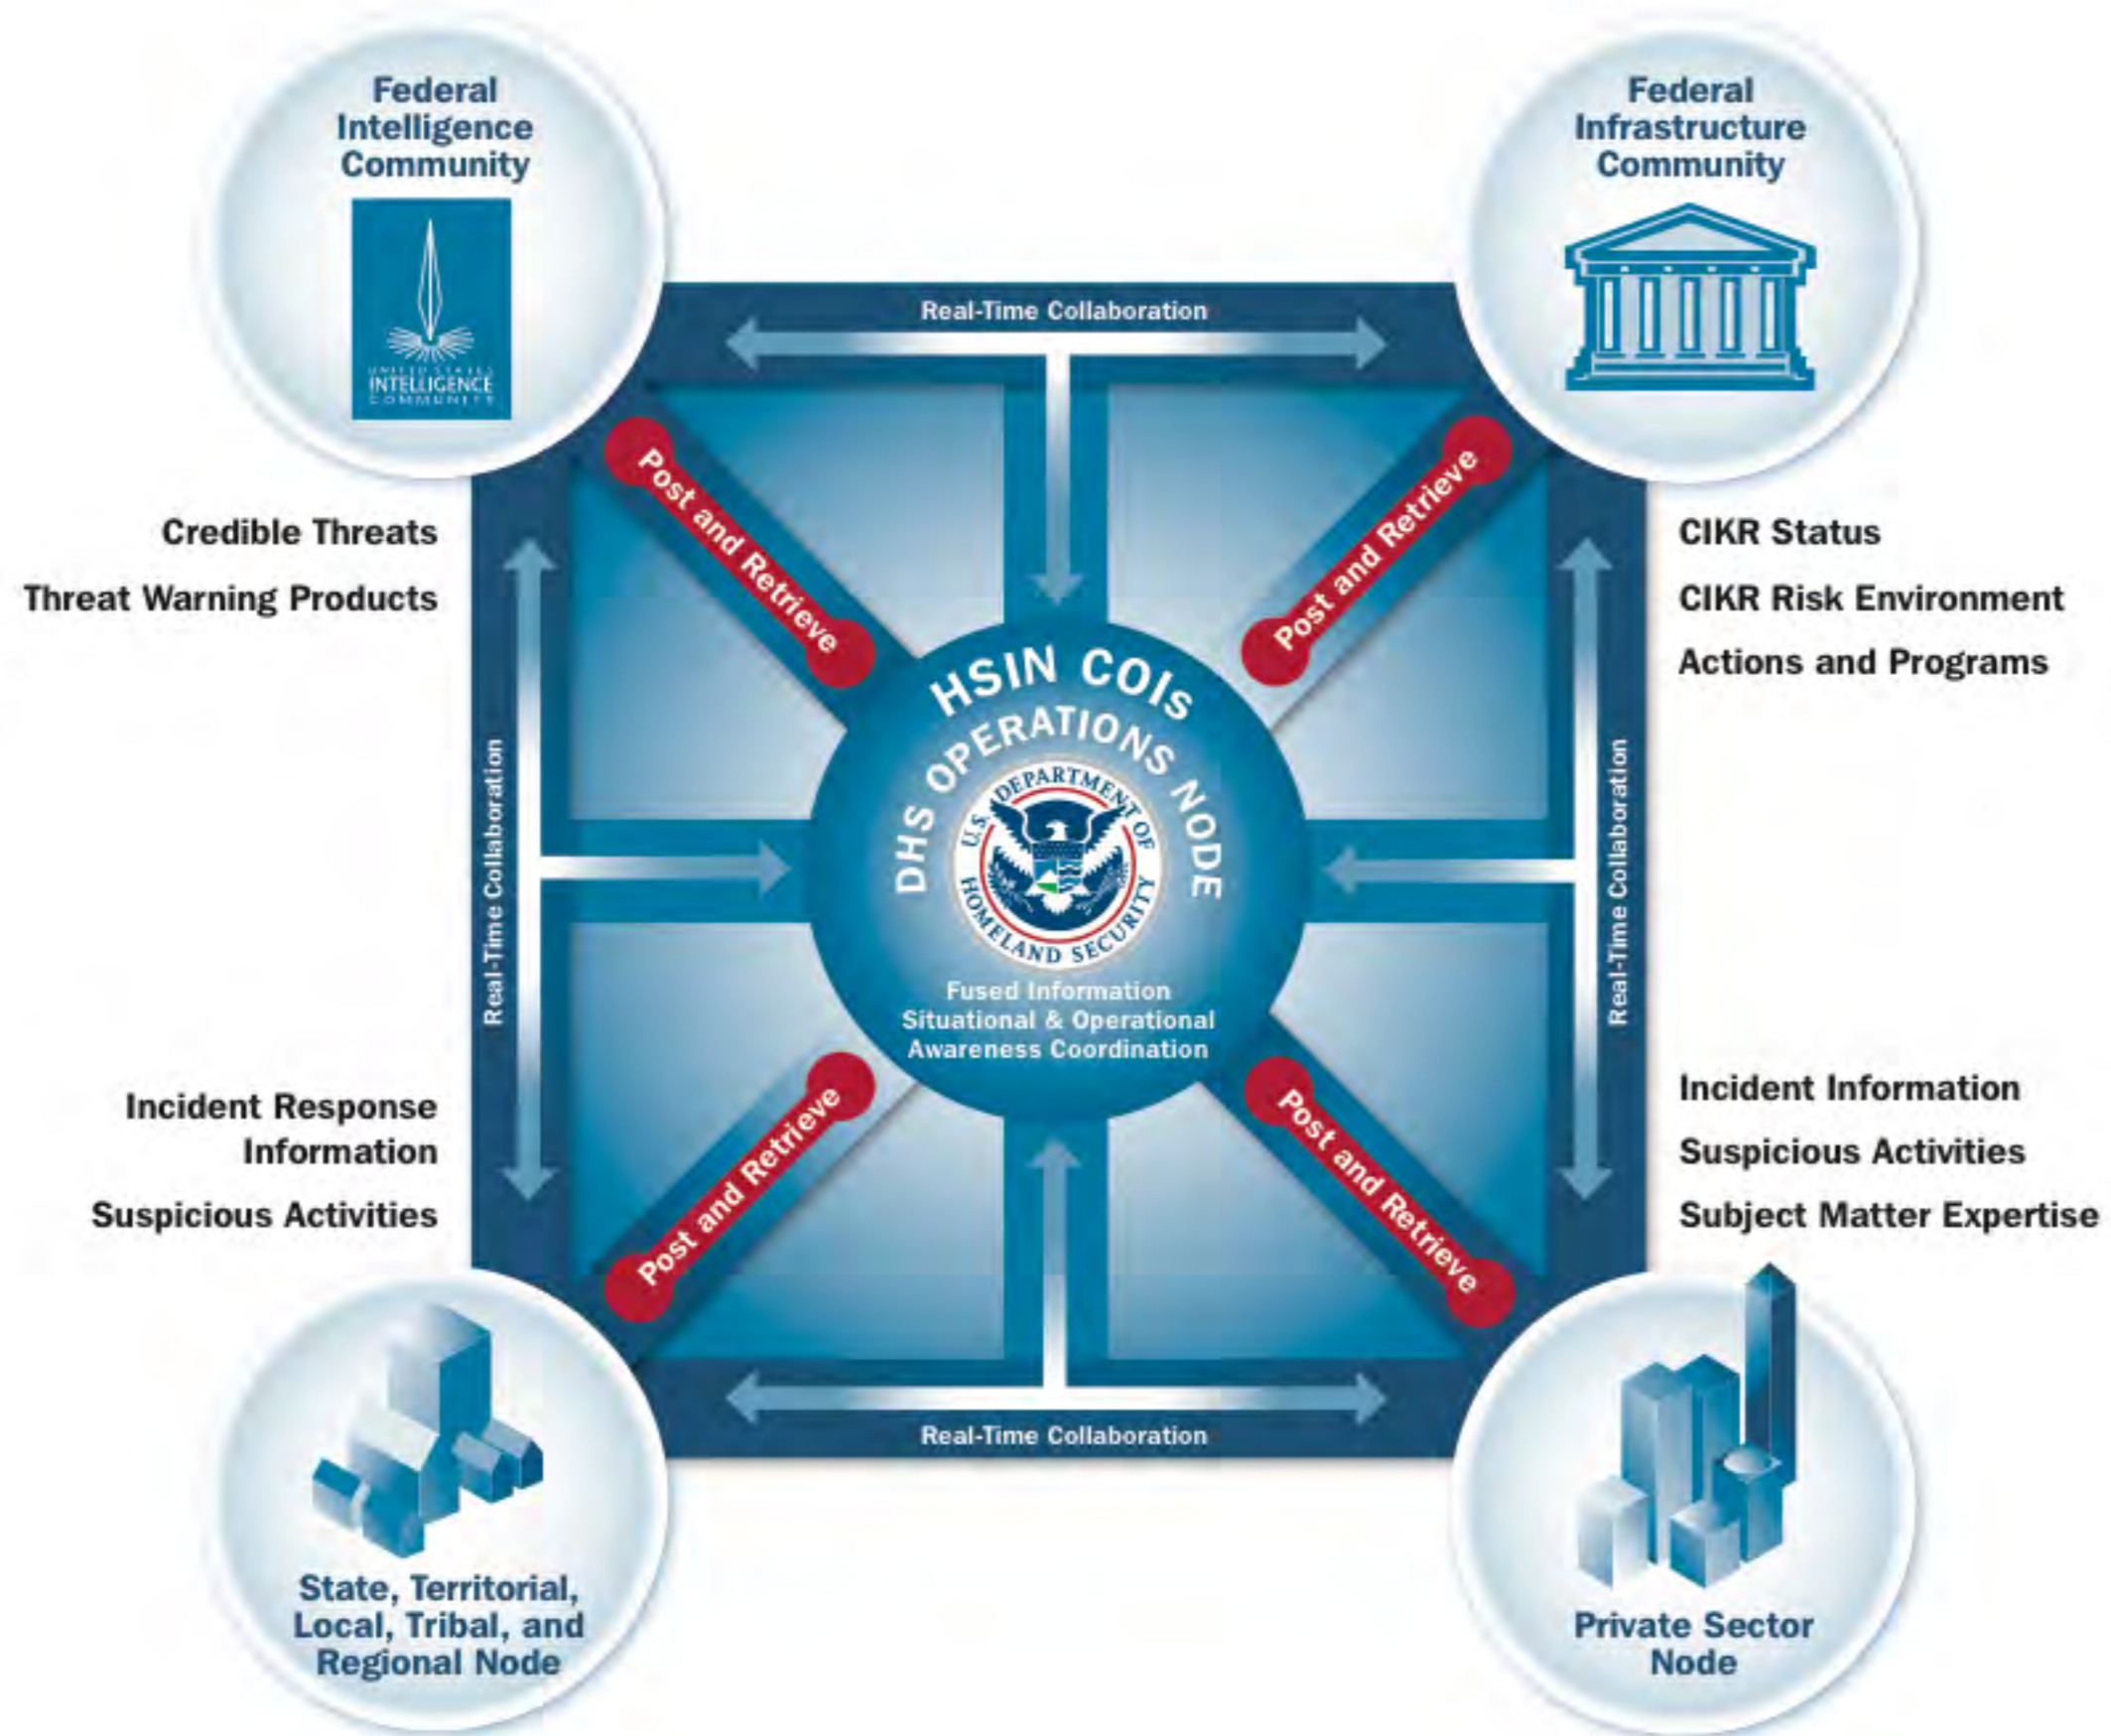 Federal
Intelligence
Community
UNITED STATES
INTELLIGENCE
COMMUNITY
Federal
Infrastructure
Community
Real-Time Collaboration
Post and Retrieve
Post and Retrieve
Credible Threats
Threat Warning Products
CIKR Status
CIKR Risk Environment
Actions and Programs
Real-Time Collaboration
HSIN COIs
DHS OPERATIONS NODE
U.S. DEPARTMENT OF
HOMELAND SECURITY
Fused Information
Situational & Operational
Awareness Coordination
Real-Time Collaboration
Incident Response
Information
Suspicious Activities
Post and Retrieve
Post and Retrieve
Incident Information
Suspicious Activities
Subject Matter Expertise
Real-Time Collaboration
State, Territorial,
Local, Tribal, and
Regional Node
Private Sector
Node